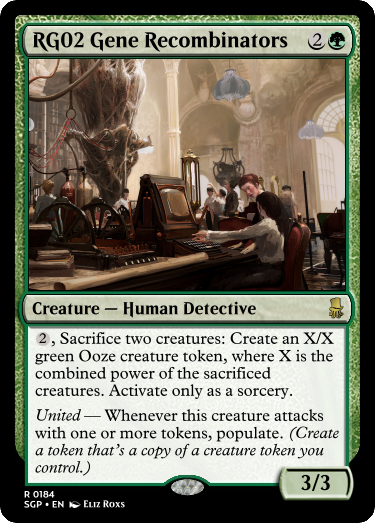 RG02 Gene Recombinators 2
Creature — Human Detective
2, Sacrifice two creatures: Create an X/X
green Ooze creature token, where X is the
combined power of the sacrificed
creatures. Activate only as a sorcery.
United — Whenever this creature attacks
with one or more tokens, populate. (Create
a token that's a copy of a creature token you
control.)
3/3
R 0184
SGP • EN Eliz Roxs